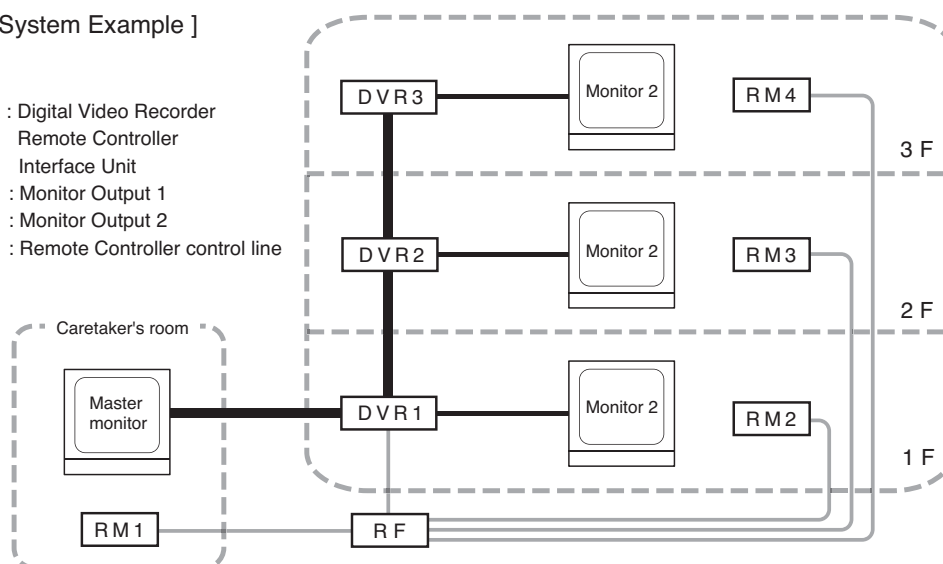 System Example ]
: Digital Video Recorder
Remote Controller
Interface Unit
: Monitor Output 1
: Monitor Output 2
: Remote Controller control line
DVR3
Monitor 2
RM4
3 F
DVR2
Monitor 2
RM3
2 F
Caretaker's room
Master
monitor
DVR1
Monitor 2
RM2
1 F
RM1
RF